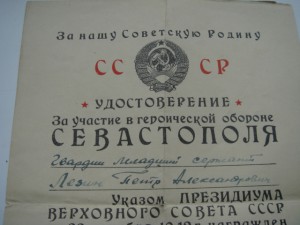 За нашу Советскую Родину
СС СР
★ УДОСТОВЕРЕНИЕ ★
За Участие в героической обороне
СЕВАСТОПОЛЯ
Гвардии младший сержант
Петр Александрович
Указом ПРЕЗИДИУМА
ВЕРХОВНОГО СОВЕТА СССР